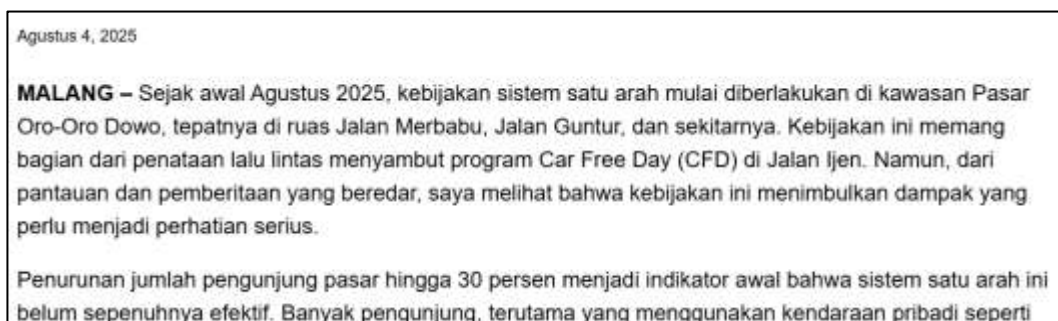 Agustus 4, 2025
MALANG – Sejak awal Agustus 2025, kebijakan sistem satu arah mulai diberlakukan di kawasan Pasar
Oro-Oro Dowo, tepatnya di ruas Jalan Merbabu, Jalan Guntur, dan sekitarnya. Kebijakan ini memang
bagian dari penataan lalu lintas menyambut program Car Free Day (CFD) di Jalan Ijen. Namun, dari
pantauan dan pemberitaan yang beredar, saya melihat bahwa kebijakan ini menimbulkan dampak yang
perlu menjadi perhatian serius.
Penurunan jumlah pengunjung pasar hingga 30 persen menjadi indikator awal bahwa sistem satu arah ini
belum sepenuhnya efektif. Banyak pengunjung, terutama yang menggunakan kendaraan pribadi seperti